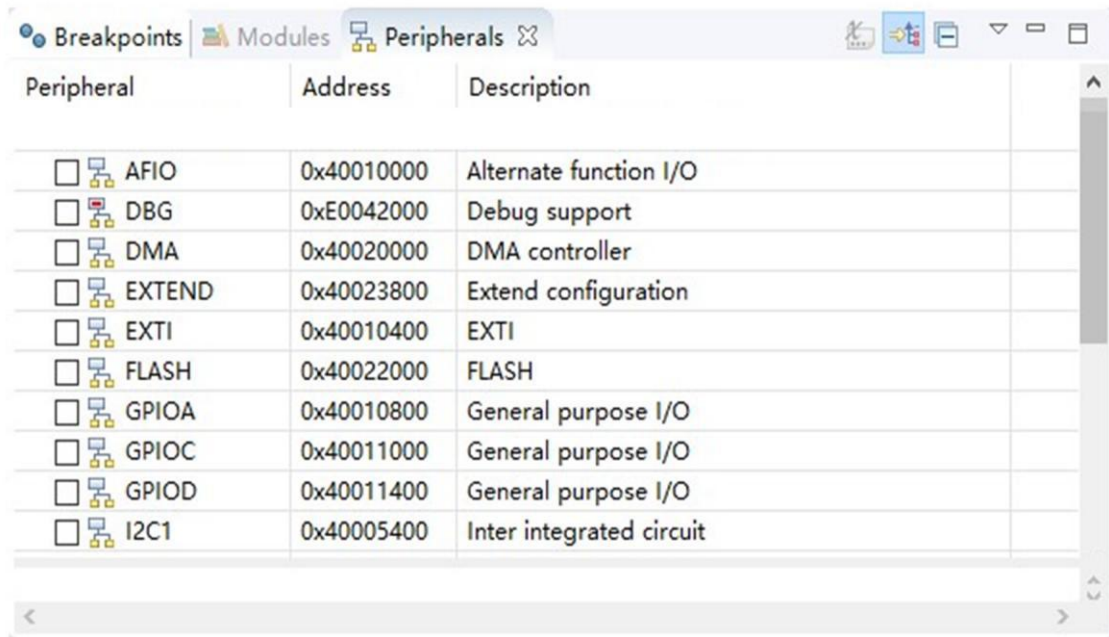 Breakpoints Modules Peripherals
Peripheral Address Description
AFIO 0x40010000 Alternate function I/O
DBG 0xE0042000 Debug support
DMA 0x40020000 DMA controller
EXTEND 0x40023800 Extend configuration
EXTI 0x40010400 EXTI
FLASH 0x40022000 FLASH
GPIOA 0x40010800 General purpose I/O
GPIOC 0x40011000 General purpose I/O
GPIOD 0x40011400 General purpose I/O
I2C1 0x40005400 Inter integrated circuit